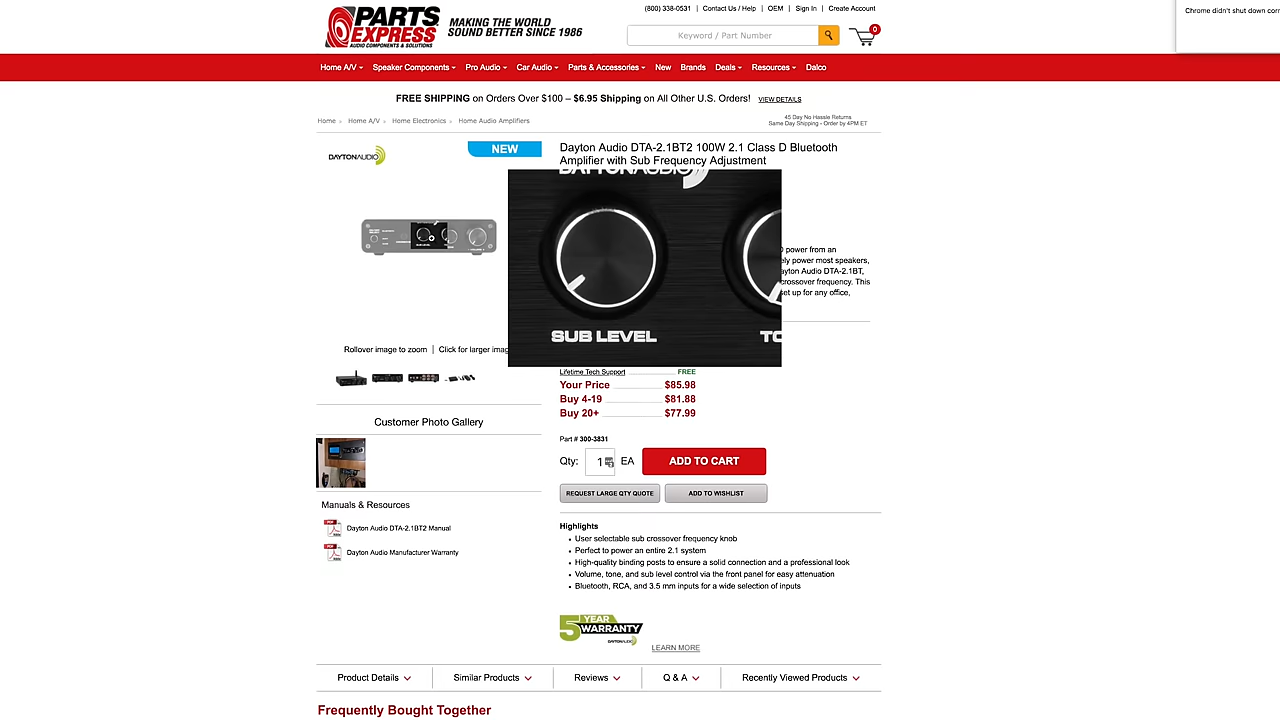 Chrome didn't shut down corr
(800) 338-0531 | Contact Us / Help | OEM | Sign In | Create Account
PARTS EXPRESS
AUDIO COMPONENTS & SOLUTIONS
MAKING THE WORLD
SOUND BETTER SINCE 1986
Keyword / Part Number
0
Home A/V
Speaker Components
Pro Audio
Car Audio
Parts & Accessories
New
Brands
Deals
Resources
Dalco
FREE SHIPPING on Orders Over $100 – $6.95 Shipping on All Other U.S. Orders! VIEW DETAILS
Home » Home A/V » Home Electronics » Home Audio Amplifiers
45 Day No Hassle Returns
Same Day Shipping - Order by 4PM ET
DAYTON AUDIO
NEW
Dayton Audio DTA-2.1BT2 100W 2.1 Class D Bluetooth
Amplifier with Sub Frequency Adjustment
DAYTON AUDIO
SUB LEVEL
TO
power from an
ely power most speakers,
ayton Audio DTA-2.1BT,
crossover frequency. This
set up for any office,
Rollover image to zoom | Click for larger imag
Lifetime Tech Support FREE
Your Price $85.98
Buy 4-19 $81.88
Buy 20+ $77.99
Customer Photo Gallery
Part # 300-3831
Qty: 1 EA ADD TO CART
REQUEST LARGE QTY QUOTE
ADD TO WISHLIST
Manuals & Resources
Dayton Audio DTA-2.1BT2 Manual
Dayton Audio Manufacturer Warranty
Highlights
• User selectable sub crossover frequency knob
• Perfect to power an entire 2.1 system
• High-quality binding posts to ensure a solid connection and a professional look
• Volume, tone, and sub level control via the front panel for easy attenuation
• Bluetooth, RCA, and 3.5 mm inputs for a wide selection of inputs
5 YEAR WARRANTY
DAYTON AUDIO
LEARN MORE
Product Details
Similar Products
Reviews
Q & A
Recently Viewed Products
Frequently Bought Together